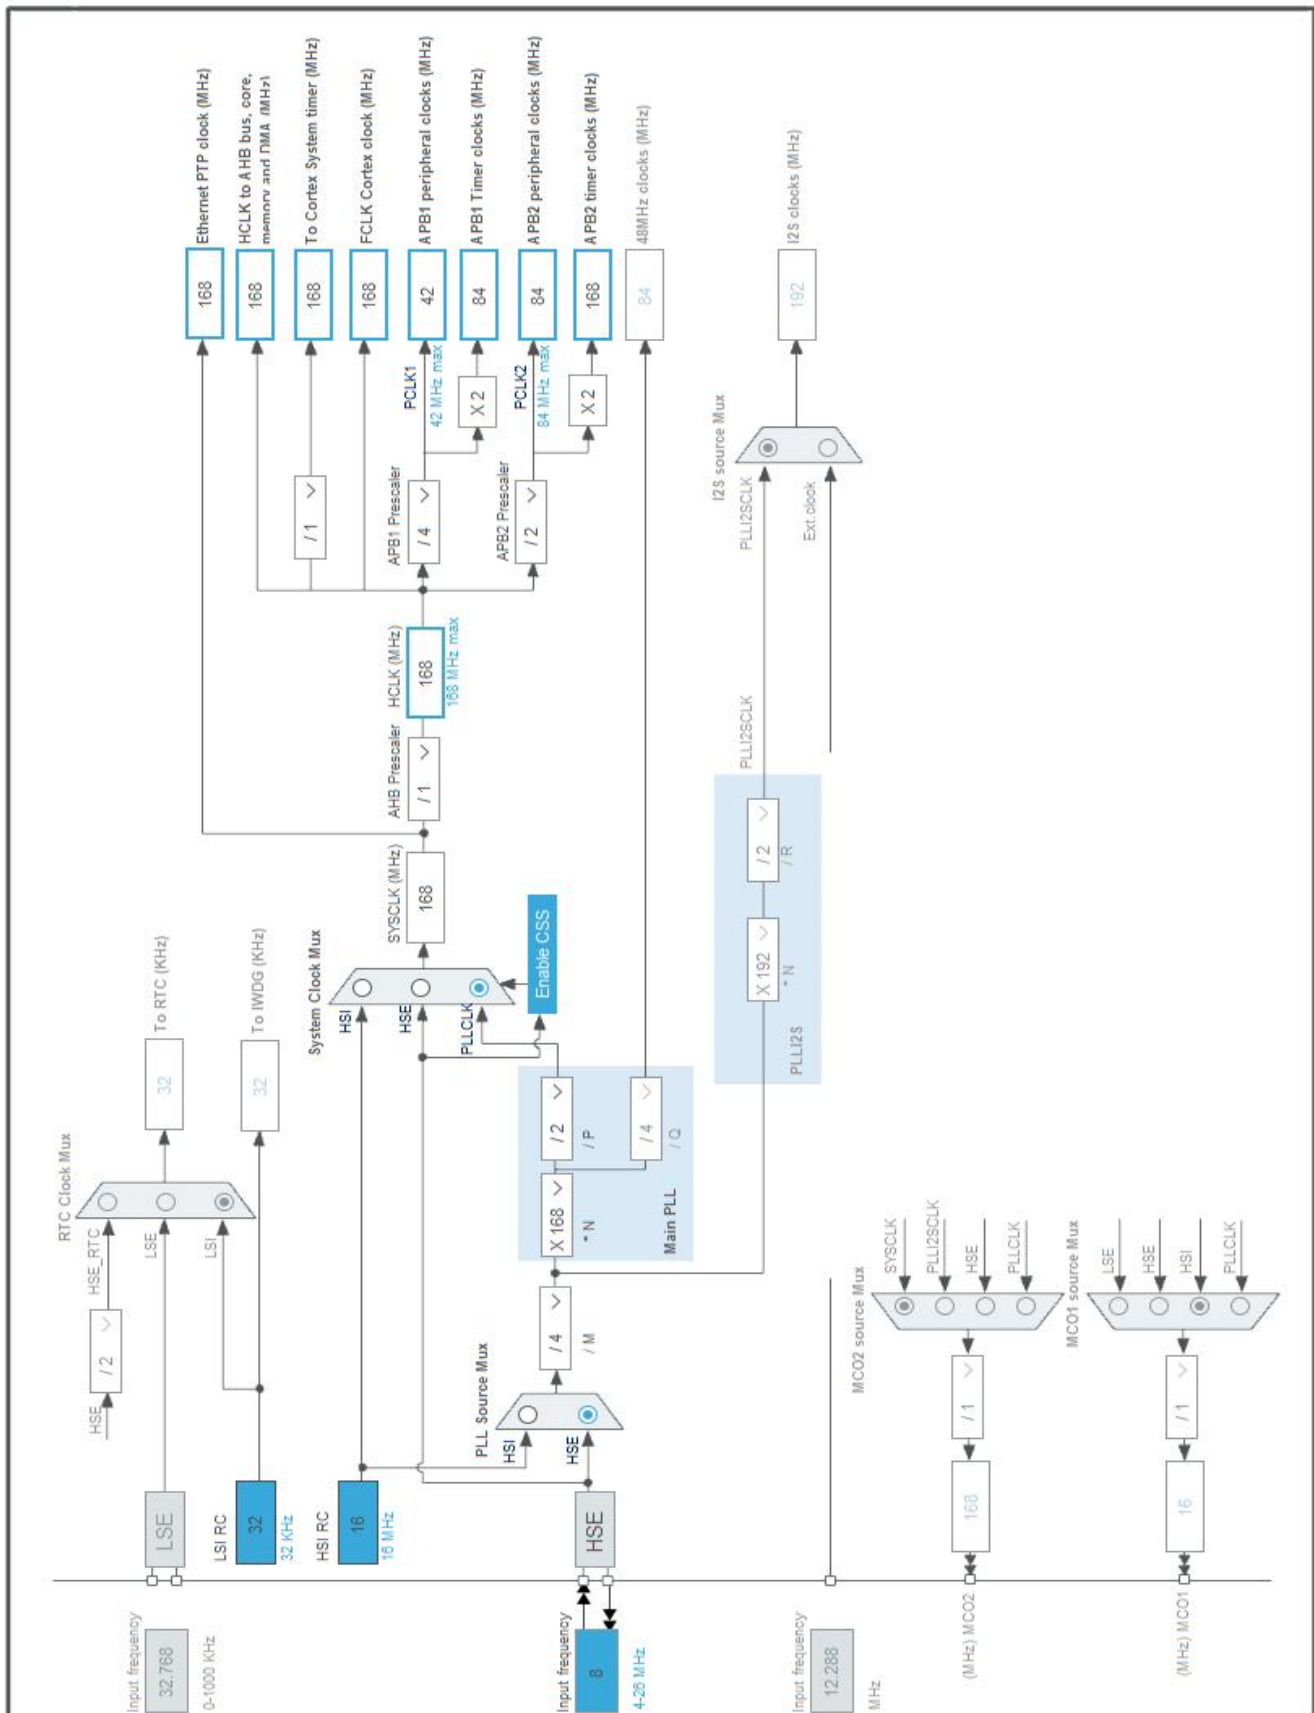 Input frequency
32.768
0-1000 KHz
LSE
HSE
/ 2
HSE_RTC
LSE
LSI
RTC Clock Mux
32
To RTC (KHz)
LSI RC
32
32 KHz
32
To IWDG (KHz)
HSI RC
16
16 MHz
System Clock Mux
HSI
HSE
PLLCLK
Enable CSS
SYSCLK (MHz)
168
AHB Prescaler
/ 1
HCLK (MHz)
168
168 MHz max
168
Ethernet PTP clock (MHz)
168
HCLK to AHB bus, core,
memory and DMA (MHz)
/ 1
168
To Cortex System timer (MHz)
168
FCLK Cortex clock (MHz)
APB1 Prescaler
/ 4
PCLK1
42 MHz max
42
APB1 peripheral clocks (MHz)
X 2
84
APB1 Timer clocks (MHz)
APB2 Prescaler
/ 2
PCLK2
84 MHz max
84
APB2 peripheral clocks (MHz)
X 2
168
APB2 timer clocks (MHz)
84
48MHz clocks (MHz)
Input frequency
8
4-26 MHz
HSE
PLL Source Mux
HSI
HSE
/ 4
/ M
X 168
* N
/ 2
/ P
/ 4
/ Q
Main PLL
PLLI2S
X 192
* N
/ 2
/ R
PLLI2SCLK
PLLI2SCLK
Ext.clock
I2S source Mux
192
I2S clocks (MHz)
Input frequency
12.288
MHz
MCO2 source Mux
SYSCLK
PLLI2SCLK
HSE
PLLCLK
/ 1
168
(MHz) MCO2
MCO1 source Mux
LSE
HSE
HSI
PLLCLK
/ 1
16
(MHz) MCO1